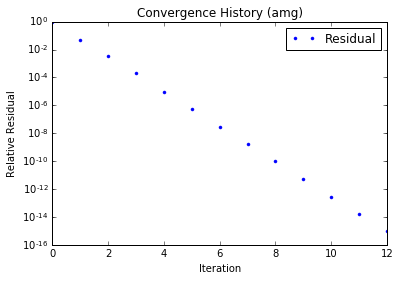 Convergence History (amg)
Residual
Relative Residual
10^0
10^-2
10^-4
10^-6
10^-8
10^-10
10^-12
10^-14
10^-16
0 2 4 6 8 10 12
Iteration